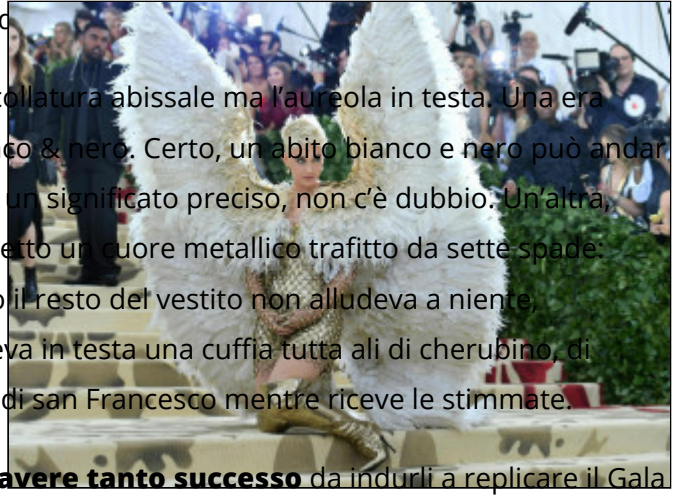 collatura abissale ma l’aureola in testa. Una era
& nero. Certo, un abito bianco e nero può andar
un significato preciso, non c’è dubbio. Un’altra,
un cuore metallico trafitto da sette spade:
il resto del vestito non alludeva a niente,
in testa una cuffia tutta ali di cherubino, di
di san Francesco mentre riceve le stimmate.
avere tanto successo da indurli a replicare il Gala